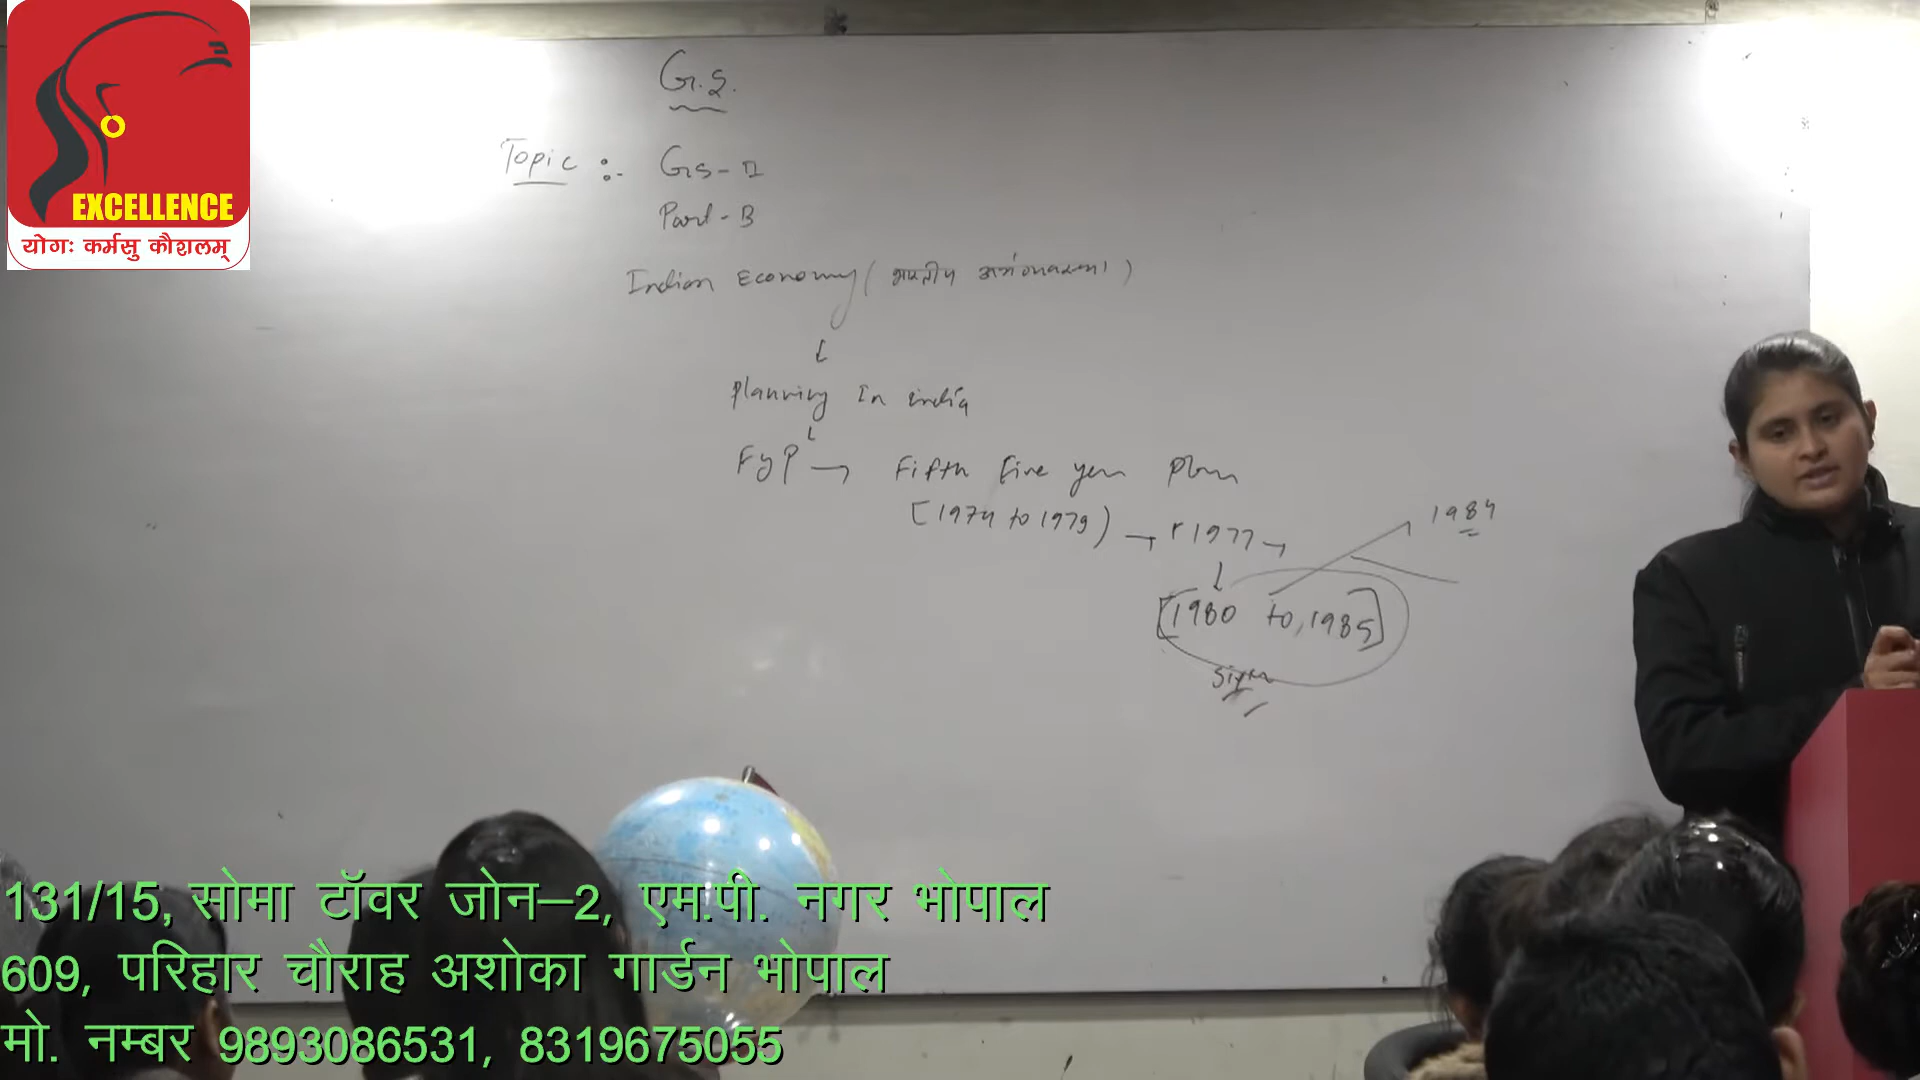 EXCELLENCE
योगः कर्मसु कौशलम्
G.S.
Topic :- GS-II
Part-B
Indian Economy (भारतीय अर्थव्यवस्था)
Planning In india
FYP → Fifth Five year Plan
[1974 to 1979) → 1977 →
1984
[1980 to, 1985]
131/15, सोमा टॉवर जोन–2, एम.पी. नगर भोपाल
609, परिहार चौराह अशोका गार्डन भोपाल
मो. नम्बर 9893086531, 8319675055